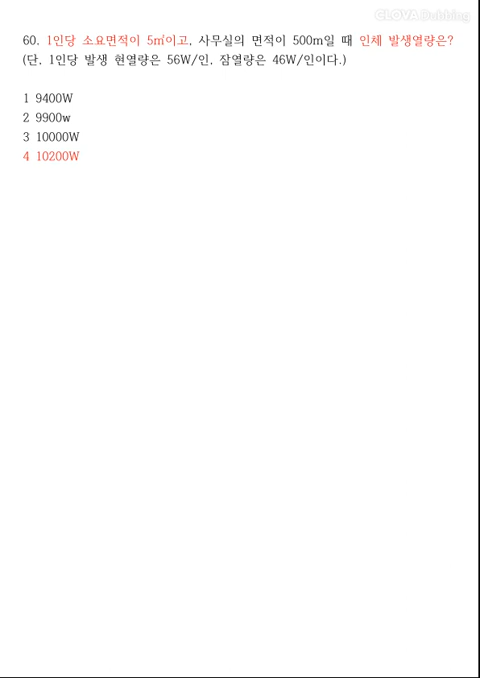 CLOVA Dubbing
60. 1인당 소요면적이 5㎡이고, 사무실의 면적이 500m일 때 인체 발생열량은?
(단, 1인당 발생 현열량은 56W/인, 잠열량은 46W/인이다.)
1 9400W
2 9900w
3 10000W
4 10200W